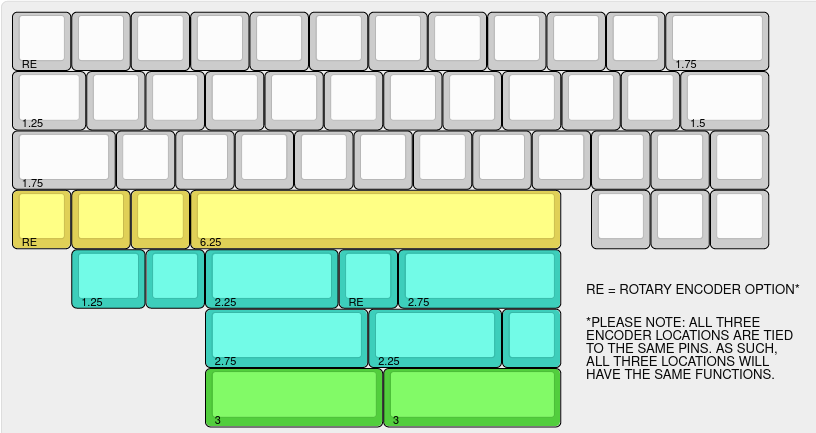 RE
1.75
1.25
1.5
1.75
RE
6.25
1.25
2.25
RE
2.75
RE = ROTARY ENCODER OPTION*
*PLEASE NOTE: ALL THREE
ENCODER LOCATIONS ARE TIED
TO THE SAME PINS. AS SUCH,
ALL THREE LOCATIONS WILL
HAVE THE SAME FUNCTIONS.
2.75
2.25
3
3